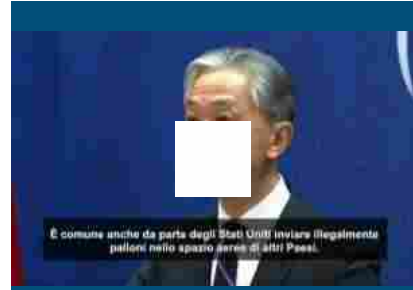 È comune anche da parte degli Stati Uniti inviare illegalmente
palloni nello spazio aereo di altri Paesi.